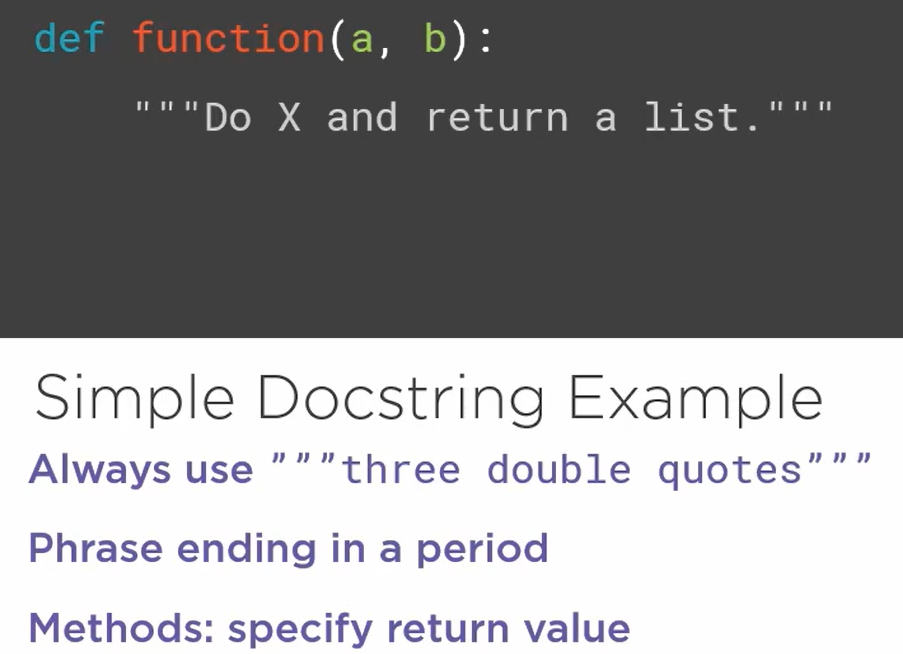 def function(a, b):
    """Do X and return a list."""
Simple Docstring Example
Always use """three double quotes"""
Phrase ending in a period
Methods: specify return value